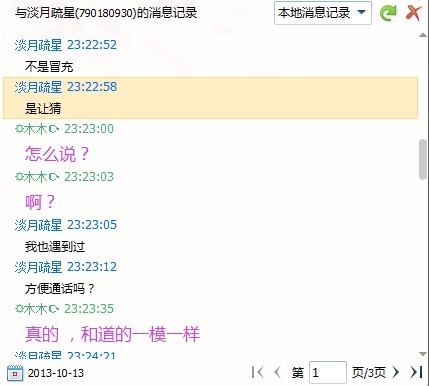 与淡月疏星(790180930)的消息记录
本地消息记录
淡月疏星 23:22:52
不是冒充
淡月疏星 23:22:58
是让猜
✡木木C• 23:23:00
怎么说？
✡木木C• 23:23:03
啊？
淡月疏星 23:23:05
我也遇到过
淡月疏星 23:23:12
方便通话吗？
✡木木C• 23:23:35
真的 ，和道的一模一样
淡月疏星 23:24:21
2013-10-13
第 1 页/3页